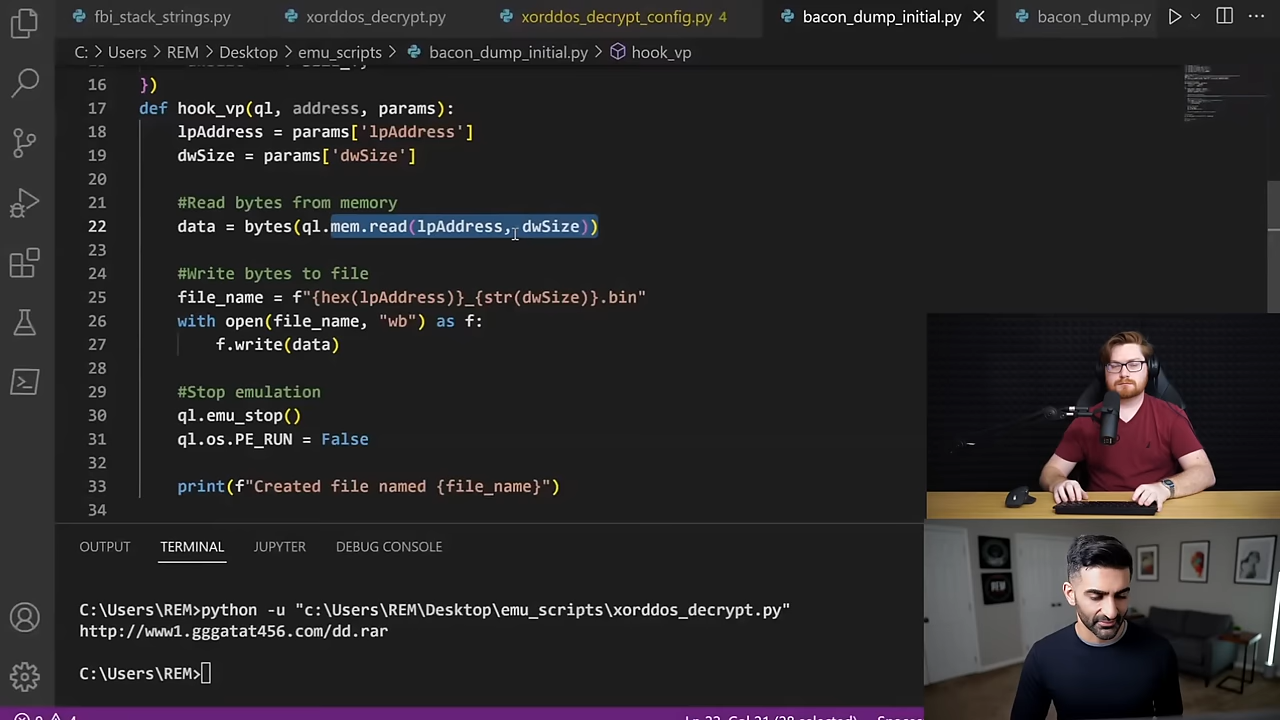 fbi_stack_strings.py xorddos_decrypt.py xorddos_decrypt_config.py 4 bacon_dump_initial.py bacon_dump.py
C: > Users > REM > Desktop > emu_scripts > bacon_dump_initial.py > hook_vp
16 })
17 def hook_vp(ql, address, params):
18 lpAddress = params['lpAddress']
19 dwSize = params['dwSize']
20
21 #Read bytes from memory
22 data = bytes(ql.mem.read(lpAddress, dwSize))
23
24 #Write bytes to file
25 file_name = f"{hex(lpAddress)}_{str(dwSize)}.bin"
26 with open(file_name, "wb") as f:
27 f.write(data)
28
29 #Stop emulation
30 ql.emu_stop()
31 ql.os.PE_RUN = False
32
33 print(f"Created file named {file_name}")
34
OUTPUT TERMINAL JUPYTER DEBUG CONSOLE
C:\Users\REM>python -u "c:\Users\REM\Desktop\emu_scripts\xorddos_decrypt.py"
http://www1.gggatat456.com/dd.rar
C:\Users\REM>